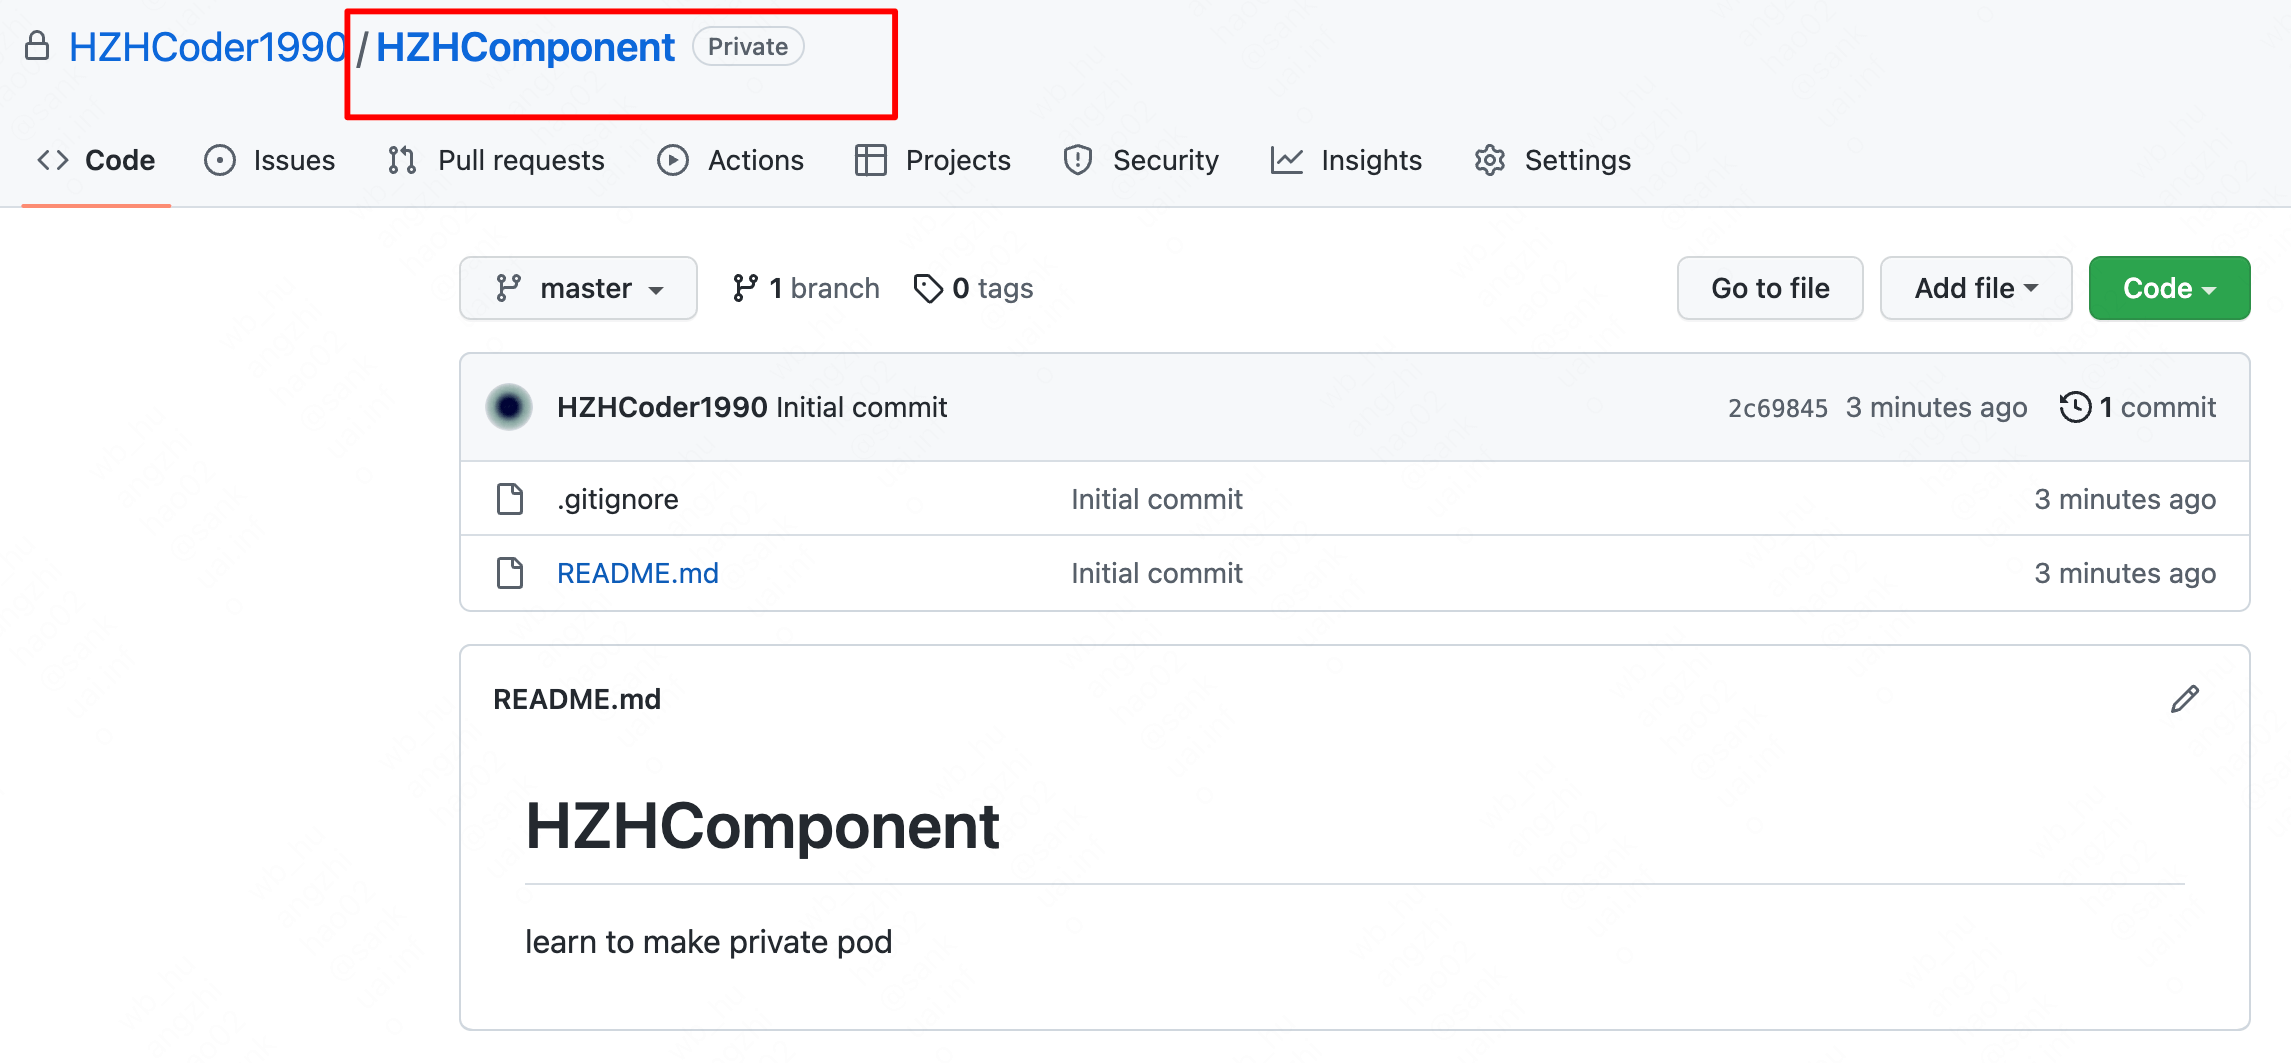 HZHCoder1990 / HZHComponent Private
Code Issues Pull requests Actions Projects Security Insights Settings
master 1 branch 0 tags Go to file Add file Code
HZHCoder1990 Initial commit 2c69845 3 minutes ago 1 commit
.gitignore Initial commit 3 minutes ago
README.md Initial commit 3 minutes ago
README.md
HZHComponent
learn to make private pod